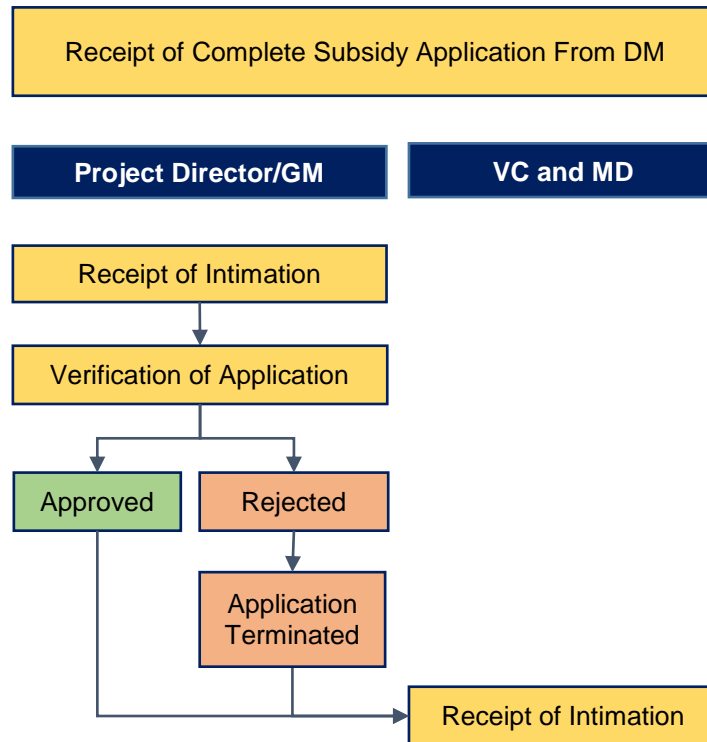 Receipt of Complete Subsidy Application From DM
Project Director/GM
VC and MD
Receipt of Intimation
Verification of Application
Approved
Rejected
Application
Terminated
Receipt of Intimation